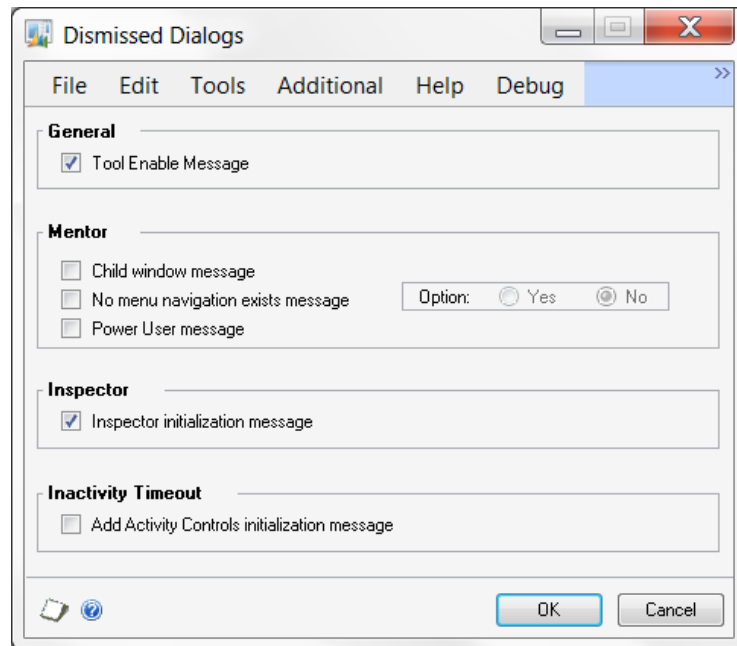 Dismissed Dialogs
File Edit Tools Additional Help Debug
General
Tool Enable Message
Mentor
Child window message
No menu navigation exists message Option: Yes No
Power User message
Inspector
Inspector initialization message
Inactivity Timeout
Add Activity Controls initialization message
OK Cancel